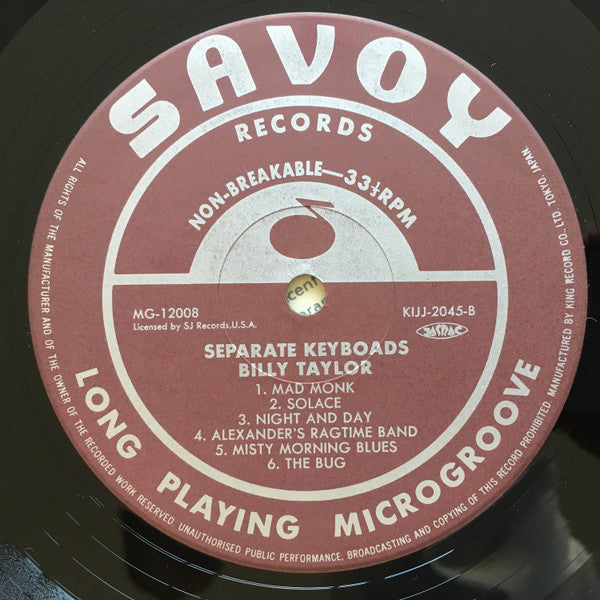 SAVOY
RECORDS
NON-BREAKABLE—33⅓RPM
MG-12008
Licensed by SJ Records,U.S.A.
KIJJ-2045-B
JASRAC
SEPARATE KEYBOADS
BILLY TAYLOR
1. MAD MONK
2. SOLACE
3. NIGHT AND DAY
4. ALEXANDER'S RAGTIME BAND
5. MISTY MORNING BLUES
6. THE BUG
LONG PLAYING MICROGROOVE
ALL RIGHTS OF THE MANUFACTURER AND OF THE OWNER OF THE RECORDED WORK RESERVED. UNAUTHORISED PUBLIC PERFORMANCE, BROADCASTING AND COPYING OF THIS RECORD PROHIBITED. MANUFACTURED BY KING RECORD CO., LTD. TOKYO, JAPAN.